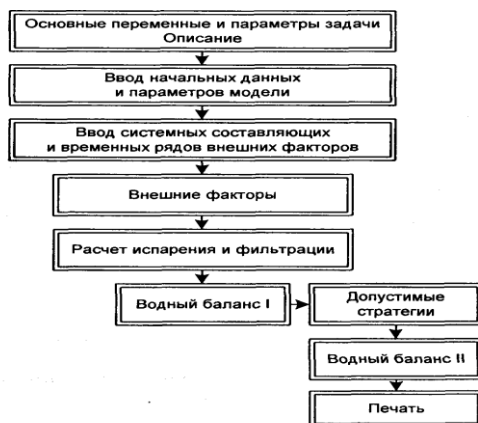 Основные переменные и параметры задачи
Описание
Ввод начальных данных
и параметров модели
Ввод системных составляющих
и временных рядов внешних факторов
Внешние факторы
Расчет испарения и фильтрации
Водный баланс I
Допустимые
стратегии
Водный баланс II
Печать